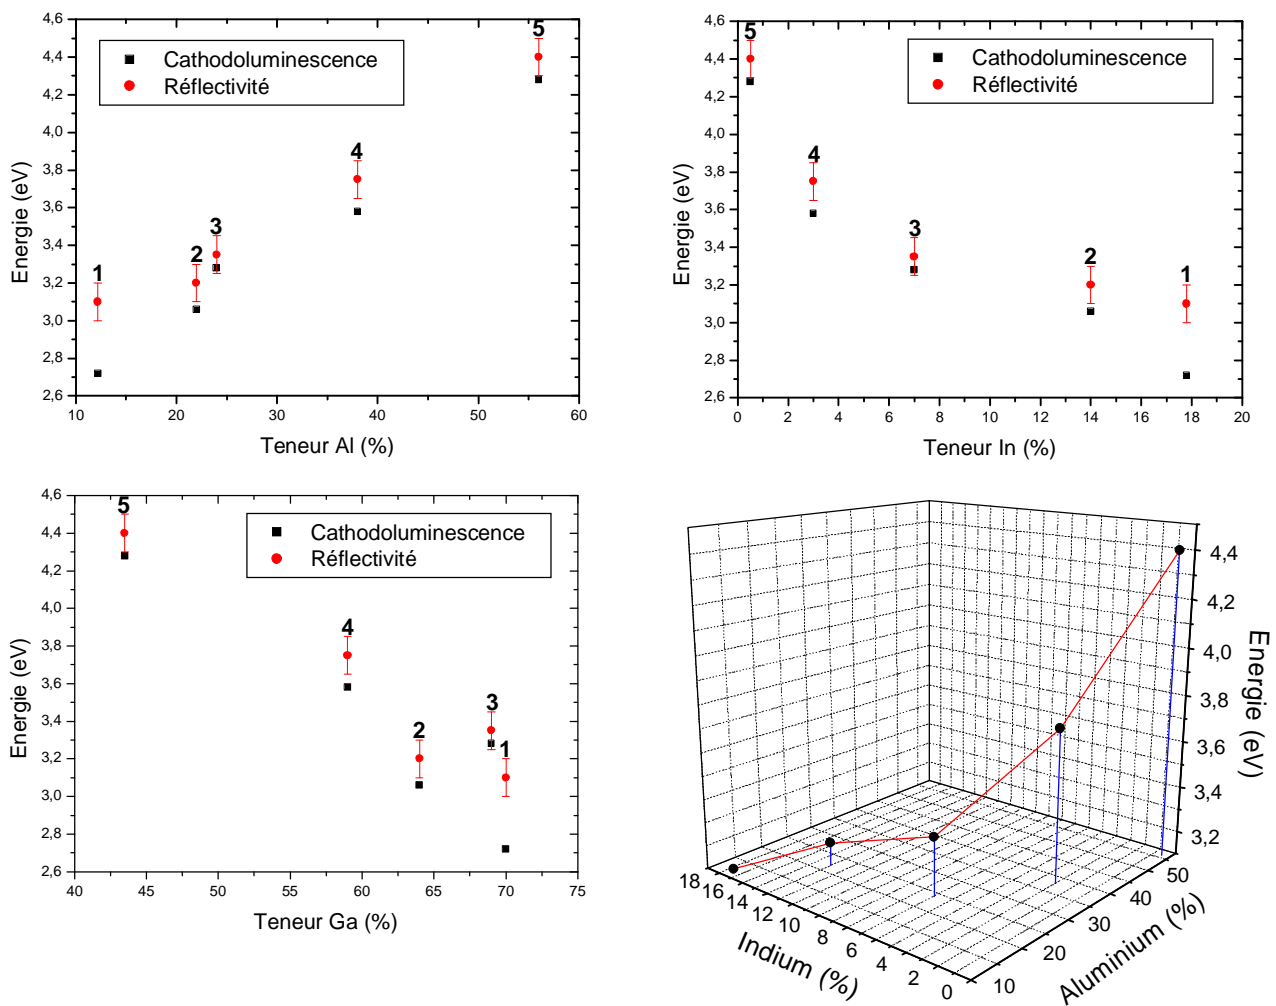 4,6
4,4
4,2
4,0
3,8
3,6
3,4
3,2
3,0
2,8
2,6
Energie (eV)
Cathodoluminescence
Réflectivité
1
2
3
4
5
10 20 30 40 50 60
Teneur Al (%)
4,6
4,4
4,2
4,0
3,8
3,6
3,4
3,2
3,0
2,8
2,6
Energie (eV)
Cathodoluminescence
Réflectivité
5
4
3
2
1
0 2 4 6 8 10 12 14 16 18 20
Teneur In (%)
4,6
4,4
4,2
4,0
3,8
3,6
3,4
3,2
3,0
2,8
2,6
Energie (eV)
Cathodoluminescence
Réflectivité
5
4
2
3
1
40 45 50 55 60 65 70 75
Teneur Ga (%)
4,4
4,2
4,0
3,8
3,6
3,4
3,2
Energie (eV)
18 16 14 12 10 8 6 4 2 0
Indium (%)
10 20 30 40 50
Aluminium (%)